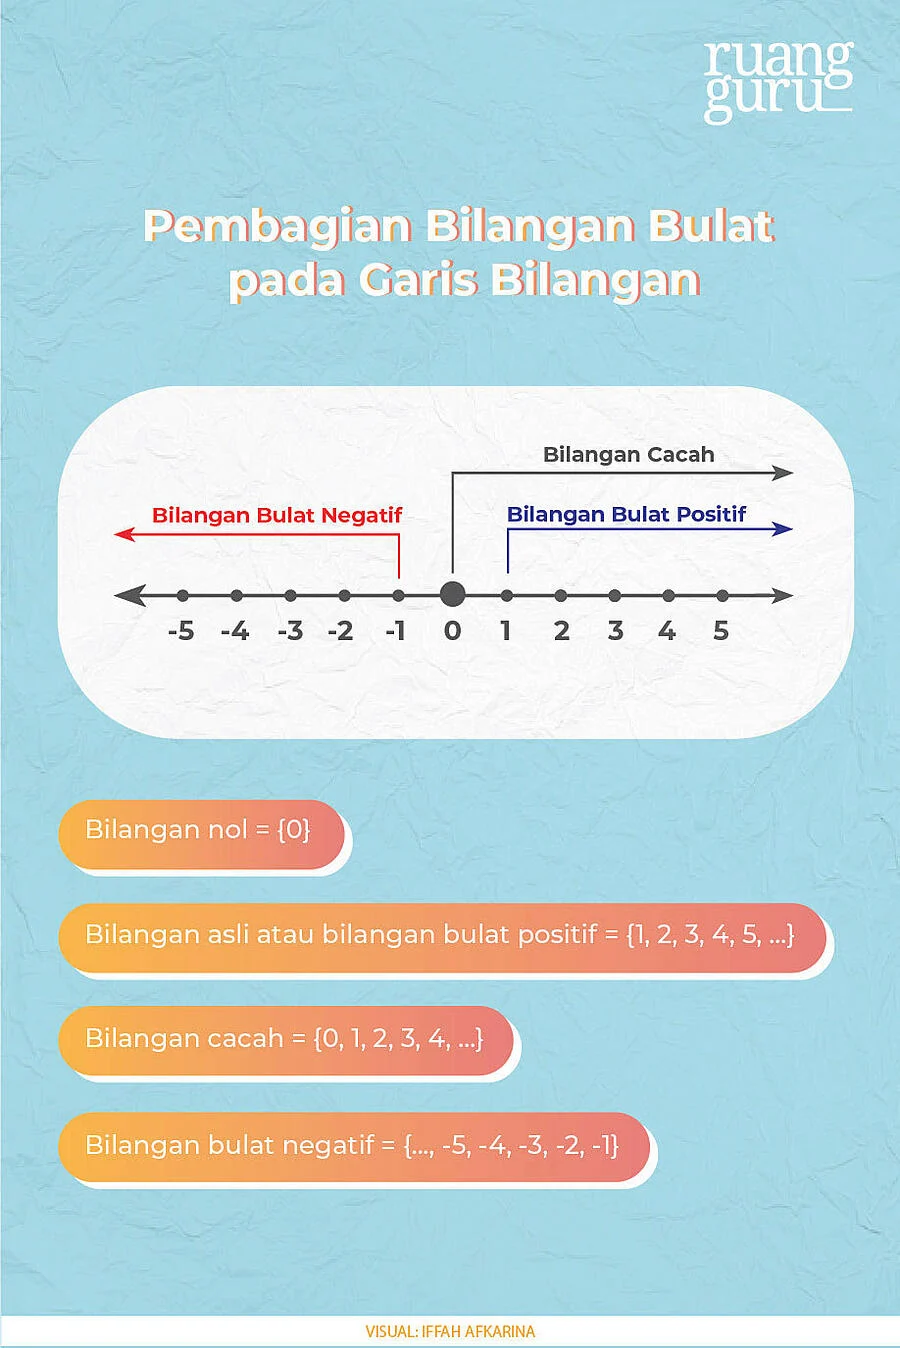 ruang
guru
Pembagian Bilangan Bulat
pada Garis Bilangan
Bilangan Cacah
Bilangan Bulat Negatif
Bilangan Bulat Positif
-5 -4 -3 -2 -1 0 1 2 3 4 5
Bilangan nol = {0}
Bilangan asli atau bilangan bulat positif = {1, 2, 3, 4, 5, ...}
Bilangan cacah = {0, 1, 2, 3, 4, ...}
Bilangan bulat negatif = {..., -5, -4, -3, -2, -1}
VISUAL: IFFAH AFKARINA